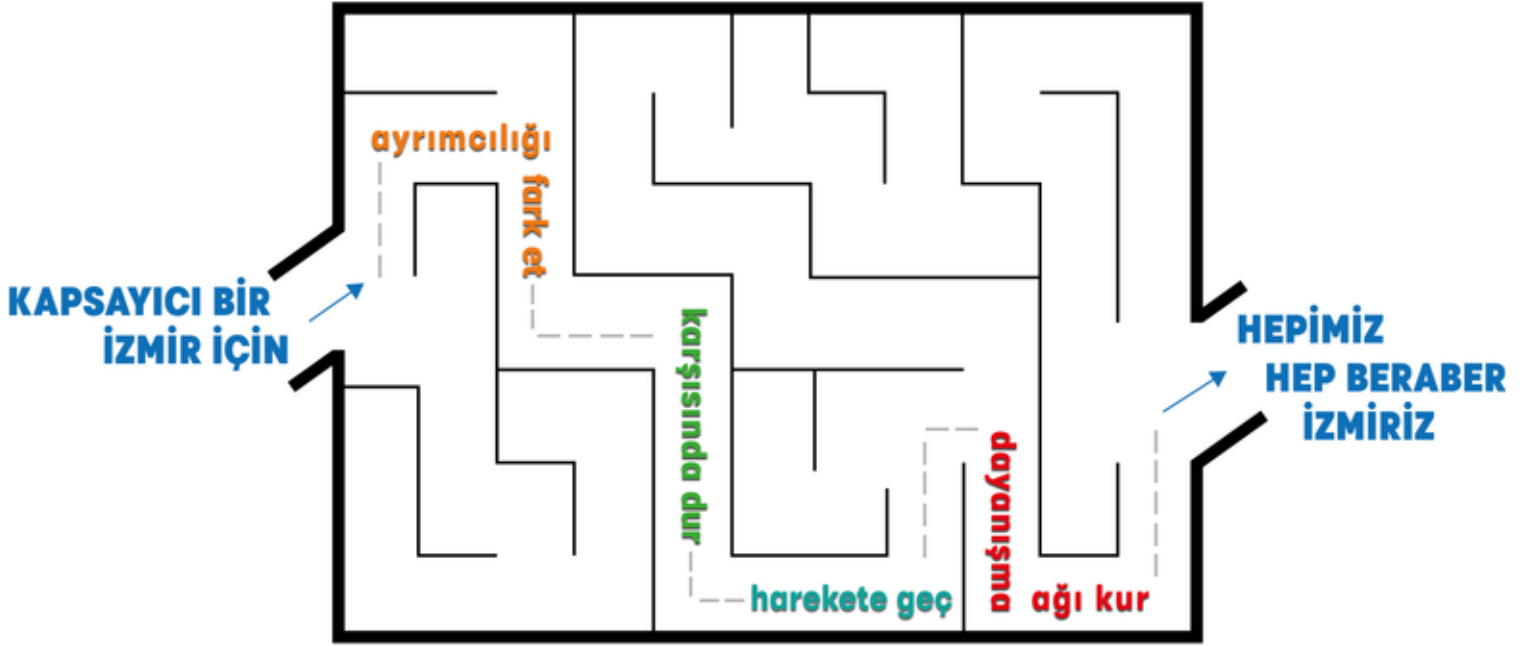 KAPSAYICI BİR
İZMİR İÇİN
ayrımcılığı
fark et
karşısında dur
harekete geç
dayanışma
ağı kur
HEPİMİZ
HEP BERABER
İZMİRİZ